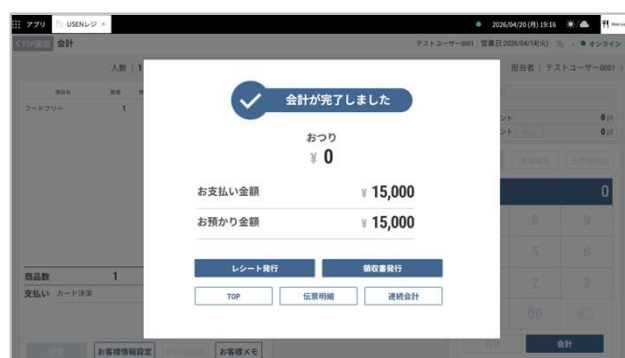 アプリ USENレジ × 2026/04/20(月) 19:16
TOP画面 会計 テストユーザー0001 営業日:2026/04/14(火) オンライン
人数 1 担当者 テストユーザー0001
商品名 数量
フードフリー 1
会計が完了しました
おつり
¥ 0
お支払い金額 ¥ 15,000
お預かり金額 ¥ 15,000
レシート発行 領収書発行
TOP 伝票明細 連続会計
0 pt
0 pt
0
8 9
5 6
2 3
00
商品数 1
支払い カード決済
お客様情報設定 お客様メモ
会計